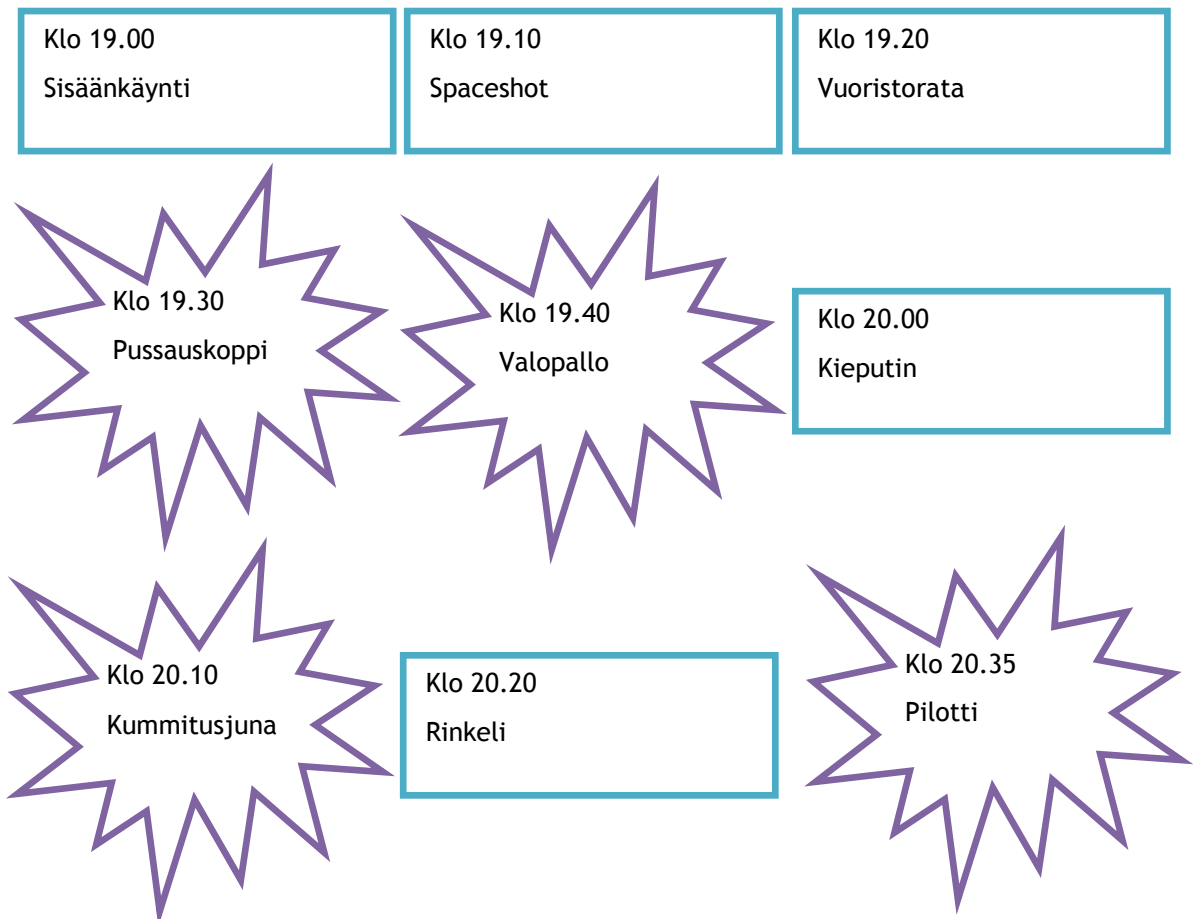 Klo 19.00
Sisäänkäynti
Klo 19.10
Spaceshot
Klo 19.20
Vuoristorata
Klo 19.30
Pussauskoppi
Klo 19.40
Valopallo
Klo 20.00
Kieputin
Klo 20.10
Kummitusjuna
Klo 20.20
Rinkeli
Klo 20.35
Pilotti